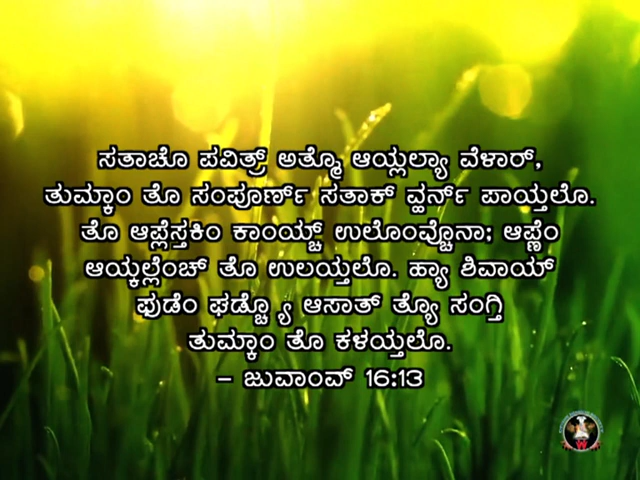 ಸತಾಚೊ ಪವಿತ್ರ್ ಅತ್ಮೊ ಆಯ್ಲಲ್ಯಾ ವೆಳಾರ್,
ತುಮ್ಕಾಂ ತೊ ಸಂಪೂರ್ಣ್ ಸತಾಕ್ ವ್ಹರ್ನ್ ಪಾಯ್ತಲೊ.
ತೊ ಆಪ್ಲೆಸ್ತಕಿಂ ಕಾಂಯ್ಚ್ ಉಲೊಂವ್ಚೊನಾ; ಆಪ್ಣೆಂ
ಆಯ್ಕಲ್ಲೆಂಚ್ ತೊ ಉಲಯ್ತಲೊ. ಹ್ಯಾ ಶಿವಾಯ್
ಫುಡೆಂ ಘಡ್ಚ್ಯೊ ಆಸಾತ್ ತ್ಯೊ ಸಂಗ್ತಿ
ತುಮ್ಕಾಂ ತೊ ಕಳಯ್ತಲೊ.
– ಜುವಾಂವ್ 16:13